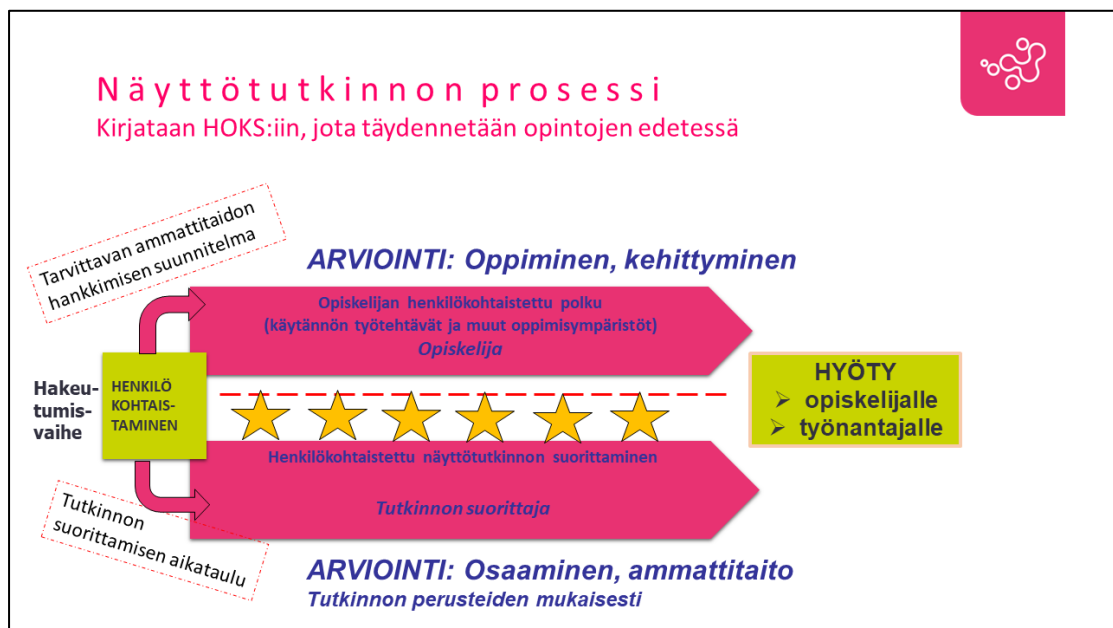 Näyttötutkinnon prosessi
Kirjataan HOKS:iin, jota täydennetään opintojen edetessä
Tarvittavan ammattitaidon
hankkimisen suunnitelma
ARVIOINTI: Oppiminen, kehittyminen
Opiskelijan henkilökohtaistettu polku
(käytännön työtehtävät ja muut oppimisympäristöt)
Opiskelija
Hakeu-
tumis-
vaihe
HENKILÖ
KOHTAIS-
TAMINEN
HYÖTY
➢ opiskelijalle
➢ työnantajalle
Henkilökohtaistettu näyttötutkinnon suorittaminen
Tutkinnon suorittaja
Tutkinnon
suorittamisen aikataulu
ARVIOINTI: Osaaminen, ammattitaito
Tutkinnon perusteiden mukaisesti